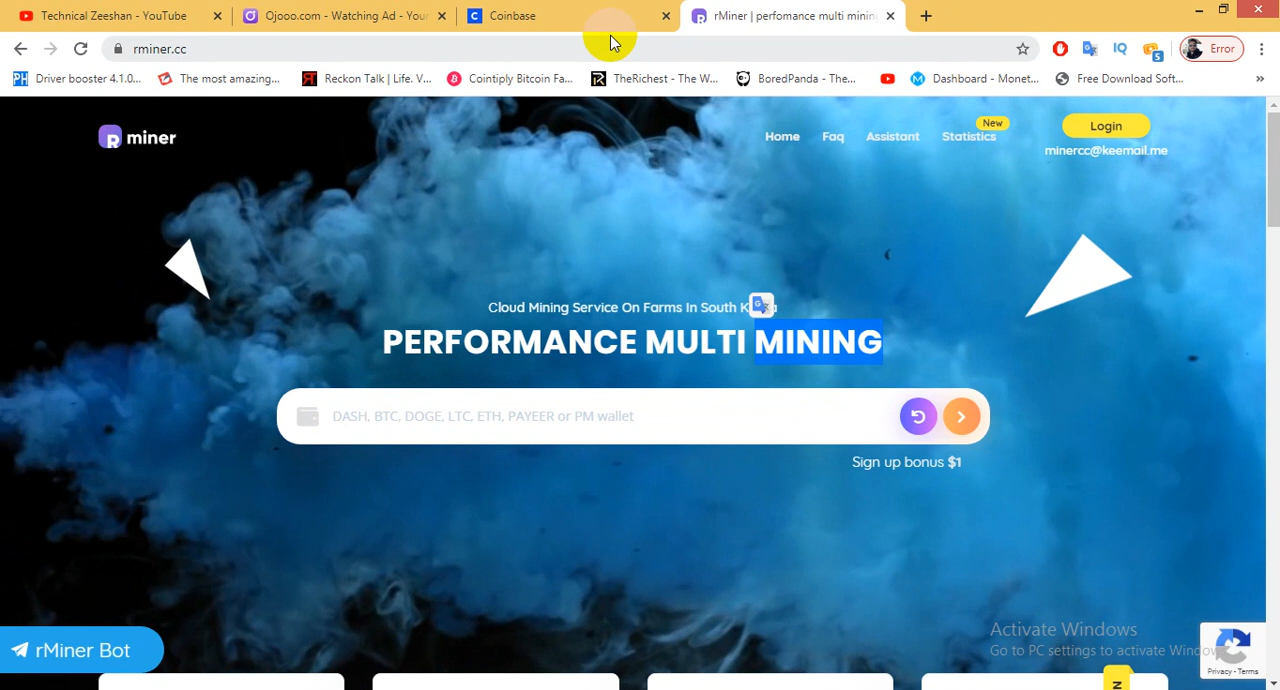 Technical Zeeshan - YouTube
Ojooo.com - Watching Ad - Your
Coinbase
rMiner | perfomance multi mining
rminer.cc
Error
Driver booster 4.1.0...
The most amazing...
Reckon Talk | Life. V...
Cointiply Bitcoin Fa...
TheRichest - The W...
BoredPanda - The...
Dashboard - Monet...
Free Download Soft...
miner
Home
Faq
Assistant
Statistics
New
Login
minercc@keemail.me
Cloud Mining Service On Farms In South K
PERFORMANCE MULTI MINING
DASH, BTC, DOGE, LTC, ETH, PAYEER or PM wallet
Sign up bonus $1
rMiner Bot
Activate Windows
Go to PC settings to activate Window
Privacy - Terms